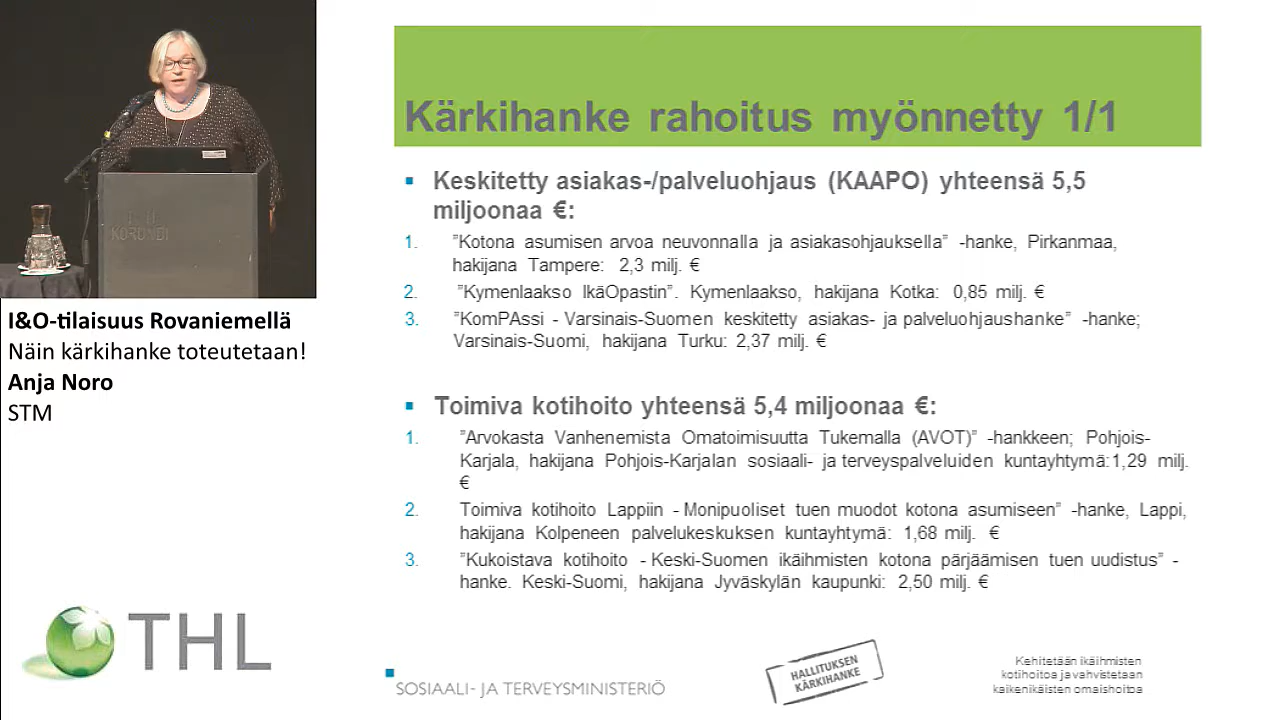 Kärkihanke rahoitus myönnetty 1/1
Keskitetty asiakas-/palveluohjaus (KAAPO) yhteensä 5,5
miljoonaa €:
1. ”Kotona asumisen arvoa neuvonnalla ja asiakasohjauksella” -hanke, Pirkanmaa,
hakijana Tampere: 2,3 milj. €
2. ”Kymenlaakso IkäOpastin”. Kymenlaakso, hakijana Kotka: 0,85 milj. €
3. ”KomPAssi - Varsinais-Suomen keskitetty asiakas- ja palveluohjaushanke” -hanke;
Varsinais-Suomi, hakijana Turku: 2,37 milj. €
Toimiva kotihoito yhteensä 5,4 miljoonaa €:
1. ”Arvokasta Vanhenemista Omatoimisuutta Tukemalla (AVOT)” -hankkeen; Pohjois-
Karjala, hakijana Pohjois-Karjalan sosiaali- ja terveyspalveluiden kuntayhtymä:1,29 milj.
€
2. Toimiva kotihoito Lappiin - Monipuoliset tuen muodot kotona asumiseen” -hanke, Lappi,
hakijana Kolpeneen palvelukeskuksen kuntayhtymä: 1,68 milj. €
3. ”Kukoistava kotihoito - Keski-Suomen ikäihmisten kotona pärjäämisen tuen uudistus” -
hanke. Keski-Suomi, hakijana Jyväskylän kaupunki: 2,50 milj. €
I&O-tilaisuus Rovaniemellä
Näin kärkihanke toteutetaan!
Anja Noro
STM
THL
SOSIAALI- JA TERVEYSMINISTERIÖ
HALLITUKSEN
KÄRKIHANKE
Kehitetään ikäihmisten
kotihoitoa ja vahvistetaan
kaikenikäisten omaishoitoa
KORUNDI